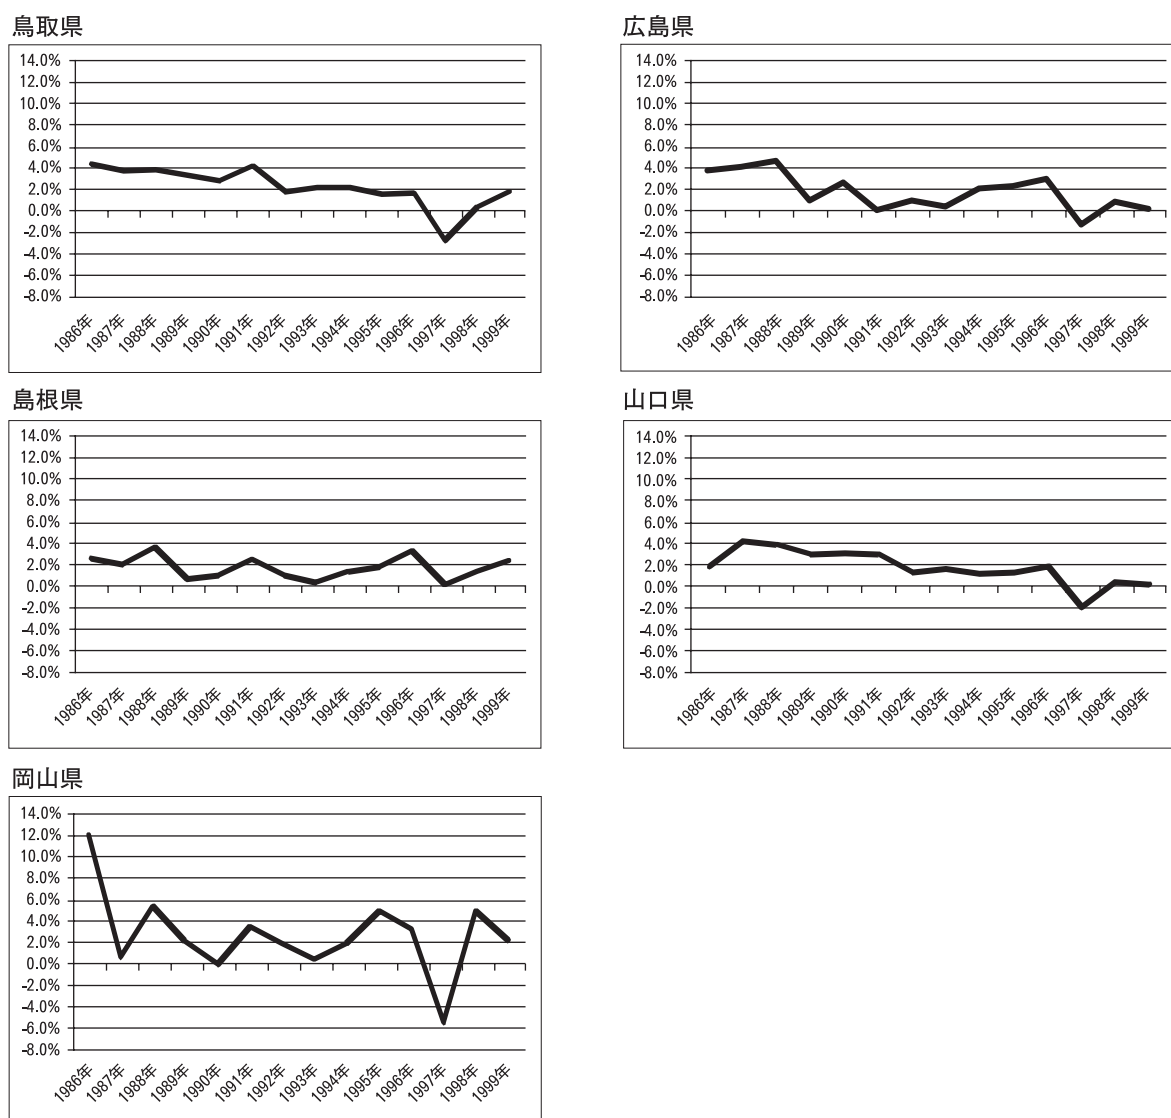 鳥取県
14.0%
12.0%
10.0%
8.0%
6.0%
4.0%
2.0%
0.0%
-2.0%
-4.0%
-6.0%
-8.0%
1986年
1987年
1988年
1989年
1990年
1991年
1992年
1993年
1994年
1995年
1996年
1997年
1998年
1999年
広島県
14.0%
12.0%
10.0%
8.0%
6.0%
4.0%
2.0%
0.0%
-2.0%
-4.0%
-6.0%
-8.0%
1986年
1987年
1988年
1989年
1990年
1991年
1992年
1993年
1994年
1995年
1996年
1997年
1998年
1999年
島根県
14.0%
12.0%
10.0%
8.0%
6.0%
4.0%
2.0%
0.0%
-2.0%
-4.0%
-6.0%
-8.0%
1986年
1987年
1988年
1989年
1990年
1991年
1992年
1993年
1994年
1995年
1996年
1997年
1998年
1999年
山口県
14.0%
12.0%
10.0%
8.0%
6.0%
4.0%
2.0%
0.0%
-2.0%
-4.0%
-6.0%
-8.0%
1986年
1987年
1988年
1989年
1990年
1991年
1992年
1993年
1994年
1995年
1996年
1997年
1998年
1999年
岡山県
14.0%
12.0%
10.0%
8.0%
6.0%
4.0%
2.0%
0.0%
-2.0%
-4.0%
-6.0%
-8.0%
1986年
1987年
1988年
1989年
1990年
1991年
1992年
1993年
1994年
1995年
1996年
1997年
1998年
1999年